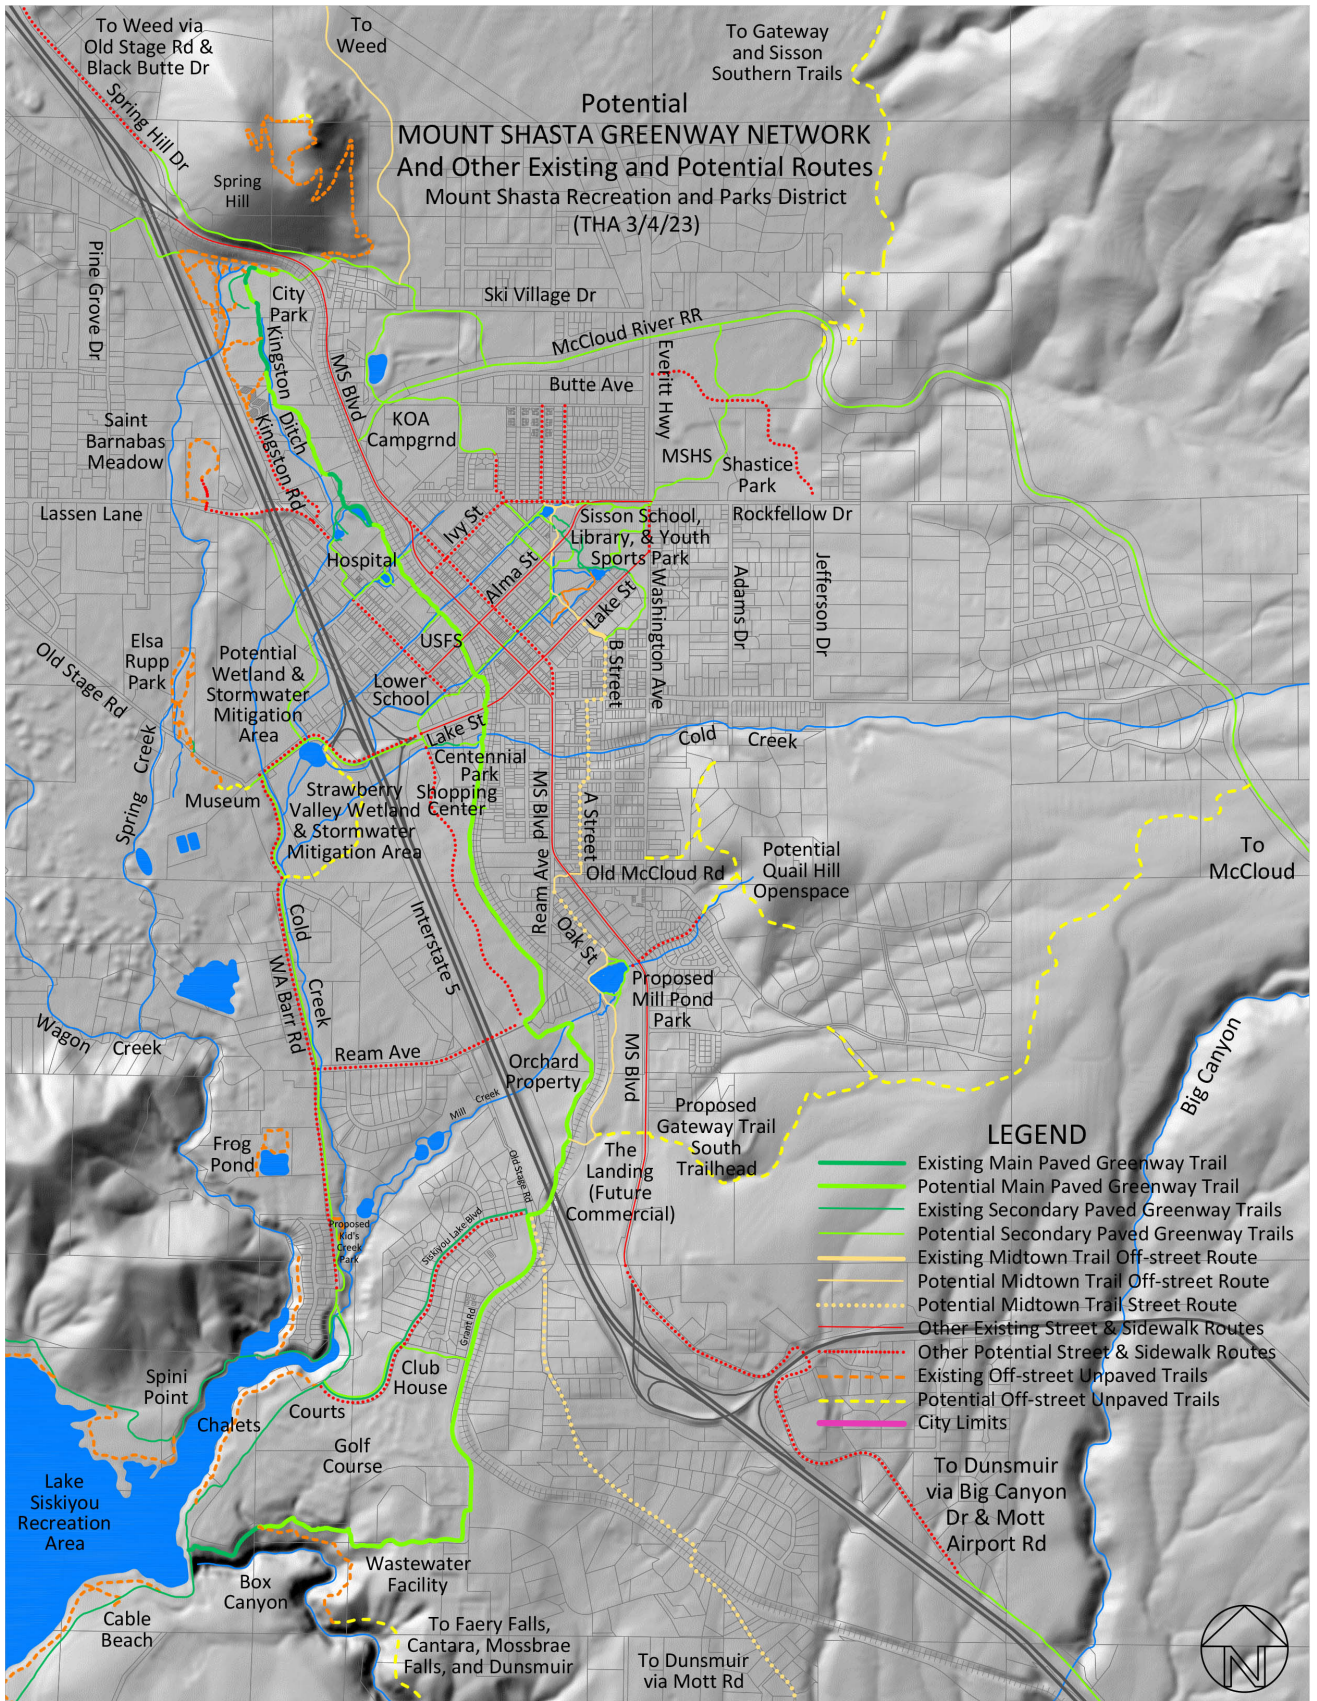 To Weed via
Old Stage Rd &
Black Butte Dr
To
Weed
To Gateway
and Sisson
Southern Trails
Potential
MOUNT SHASTA GREENWAY NETWORK
And Other Existing and Potential Routes
Mount Shasta Recreation and Parks District
(THA 3/4/23)
Spring Hill Dr
Spring
Hill
Pine Grove Dr
City
Park
Ski Village Dr
McCloud River RR
Kingston
Ditch
MS Blvd
Butte Ave
Everitt Hwy
KOA
Campgrnd
Saint
Barnabas
Meadow
Kingston Rd
MSHS
Shastice
Park
Lassen Lane
Ivy St
Sisson School,
Library, & Youth
Sports Park
Rockfellow Dr
Hospital
Alma St
Lake St
Washington Ave
Adams Dr
Jefferson Dr
Elsa
Rupp
Park
Old Stage Rd
Potential
Wetland &
Stormwater
Mitigation
Area
USFS
Lower
School
B Street
Lake St
Cold
Creek
Spring
Creek
Centennial
Park
Shopping
Center
Museum
Strawberry
Valley Wetland
& Stormwater
Mitigation Area
MS Blvd
A Street
Ream Ave
Old McCloud Rd
Potential
Quail Hill
Openspace
To
McCloud
Cold
Creek
WA Barr Rd
Interstate 5
Oak St
Proposed
Mill Pond
Park
Wagon
Creek
Ream Ave
Orchard
Property
MS Blvd
Big Canyon
Mill
Creek
Proposed
Gateway Trail
South
Trailhead
Frog
Pond
Old Stage Rd
The
Landing
(Future
Commercial)
Proposed
Kid's
Creek
Park
Siskiyou Lake Blvd
Grant Rd
LEGEND
Existing Main Paved Greenway Trail
Potential Main Paved Greenway Trail
Existing Secondary Paved Greenway Trails
Potential Secondary Paved Greenway Trails
Existing Midtown Trail Off-street Route
Potential Midtown Trail Off-street Route
Potential Midtown Trail Street Route
Other Existing Street & Sidewalk Routes
Other Potential Street & Sidewalk Routes
Existing Off-street Unpaved Trails
Potential Off-street Unpaved Trails
City Limits
Spini
Point
Club
House
Chalets
Courts
Golf
Course
Lake
Siskiyou
Recreation
Area
To Dunsmuir
via Big Canyon
Dr & Mott
Airport Rd
Wastewater
Facility
Box
Canyon
Cable
Beach
To Faery Falls,
Cantara, Mossbrae
Falls, and Dunsmuir
To Dunsmuir
via Mott Rd
N